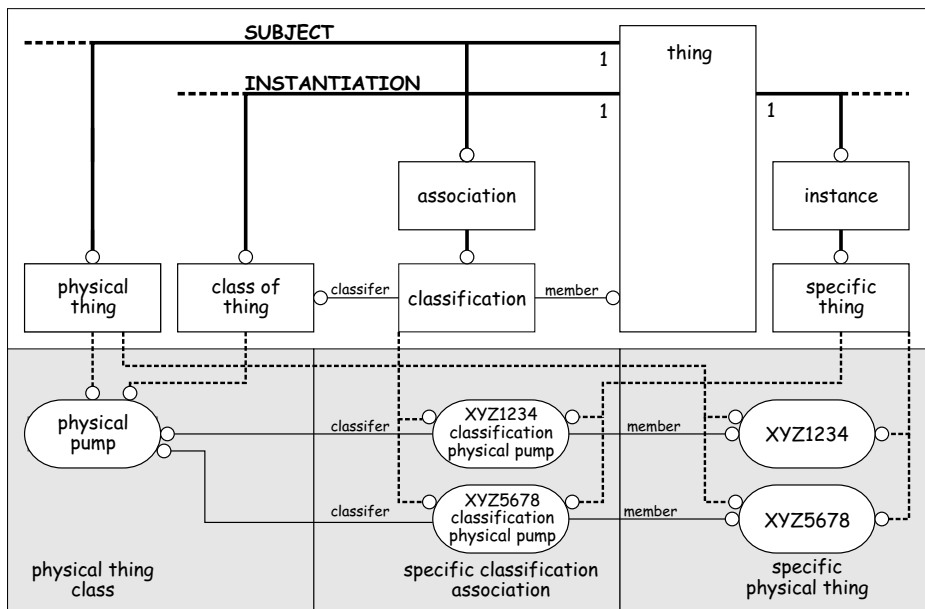 SUBJECT
1
thing
INSTANTIATION
1
1
association
instance
physical
thing
class of
thing
classifer
classification
member
specific
thing
physical
pump
classifer
XYZ1234
classification
physical pump
member
XYZ1234
classifer
XYZ5678
classification
physical pump
member
XYZ5678
physical thing
class
specific classification
association
specific
physical thing